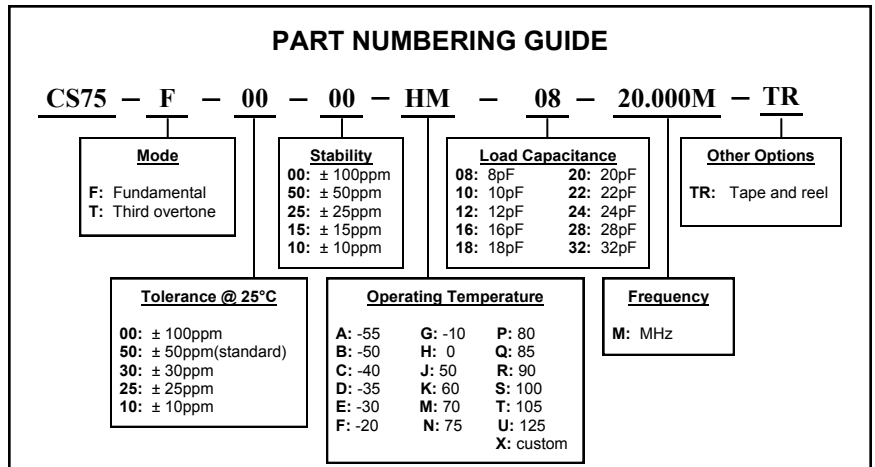 PART NUMBERING GUIDE
CS75 – F - 00 - 00 – HM - 08 – 20.000M – TR
Mode
F: Fundamental
T: Third overtone
Stability
00: ± 100ppm
50: ± 50ppm
25: ± 25ppm
15: ± 15ppm
10: ± 10ppm
Load Capacitance
08: 8pF 20: 20pF
10: 10pF 22: 22pF
12: 12pF 24: 24pF
16: 16pF 28: 28pF
18: 18pF 32: 32pF
Other Options
TR: Tape and reel
Tolerance @ 25°C
00: ± 100ppm
50: ± 50ppm(standard)
30: ± 30ppm
25: ± 25ppm
10: ± 10ppm
Operating Temperature
A: -55 G: -10 P: 80
B: -50 H: 0 Q: 85
C: -40 J: 50 R: 90
D: -35 K: 60 S: 100
E: -30 M: 70 T: 105
F: -20 N: 75 U: 125
X: custom
Frequency
M: MHz